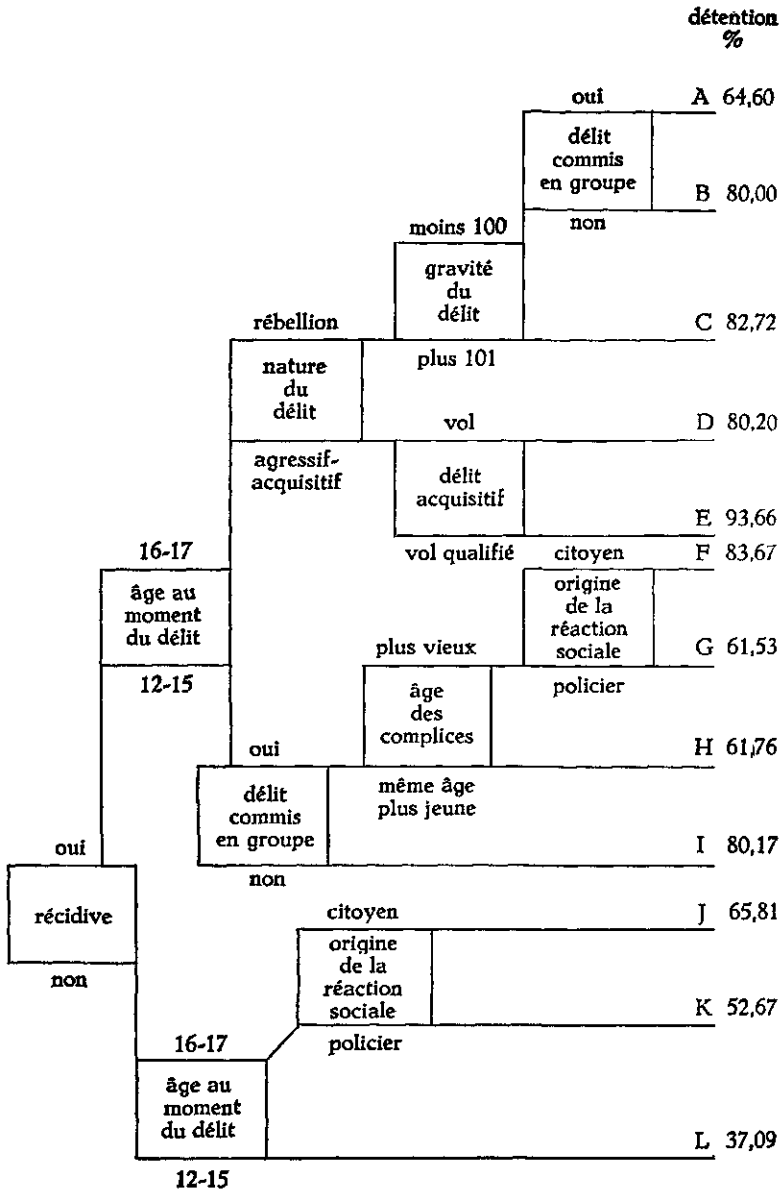 détention
%
oui
A 64,60
délit
commis
en groupe
B 80,00
non
moins 100
gravité
du
délit
rébellion
C 82,72
plus 101
nature
du
délit
vol
D 80,20
agressif-
acquisitif
délit
acquisitif
E 93,66
vol qualifié
citoyen
F 83,67
16-17
origine
de la
réaction
sociale
âge au
moment
du délit
plus vieux
G 61,53
policier
12-15
âge
des
complices
oui
H 61,76
même âge
plus jeune
délit
commis
en groupe
oui
I 80,17
non
récidive
citoyen
J 65,81
origine
de la
réaction
sociale
non
K 52,67
16-17
policier
âge au
moment
du délit
L 37,09
12-15